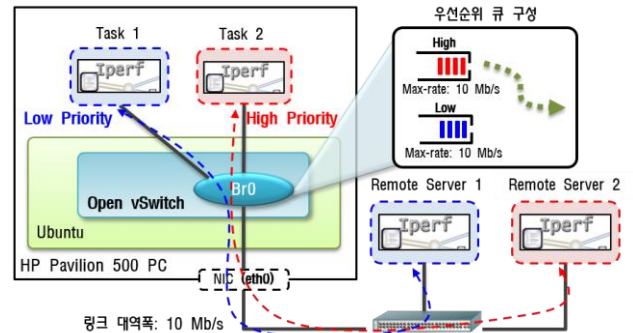 Task 1
Task 2
Iperf
Iperf
Low Priority
High Priority
Br0
Open vSwitch
Ubuntu
HP Pavilion 500 PC
NIC (eth0)
링크 대역폭: 10 Mb/s
우선순위 큐 구성
High
Max-rate: 10 Mb/s
Low
Max-rate: 10 Mb/s
Remote Server 1
Remote Server 2
Iperf
Iperf